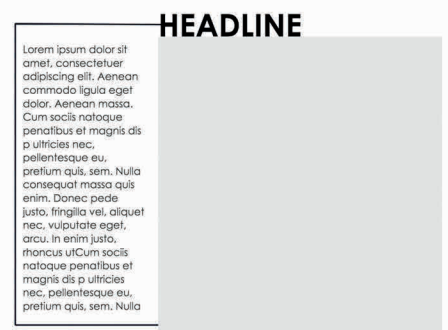 HEADLINE
Lorem ipsum dolor sit
amet, consectetuer
adipiscing elit. Aenean
commodo ligula eget
dolor. Aenean massa.
Cum sociis natoque
penatibus et magnis dis
p ultricies nec,
pellentesque eu,
pretium quis, sem. Nulla
consequat massa quis
enim. Donec pede
justo, fringilla vel, aliquet
nec, vulputate eget,
arcu. In enim justo,
rhoncus utCum sociis
natoque penatibus et
magnis dis p ultricies
nec, pellentesque eu,
pretium quis, sem. Nulla